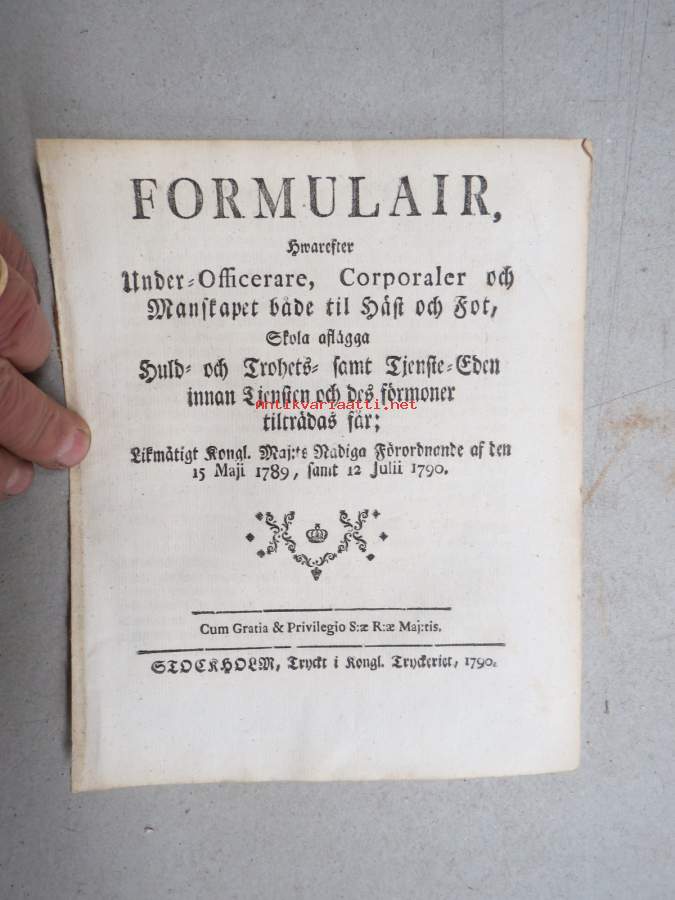 FORMULAIR,
Hwarefter
Under-Officerare, Corporaler och
Manskapet både til Häst och Fot,
Skola aflägga
Huld- och Trohets- samt Tjenste-Eden
innan Tjensten och des förmoner
antikvariaatti.net
tilträdas får;
Likmätigt Kongl. Maj:ts Nådiga Förordnande af den
15 Maji 1789, samt 12 Julii 1790.
Cum Gratia & Privilegio S:æ R:æ Maj:tis.
STOCKHOLM, Tryckt i Kongl. Tryckeriet, 1790.